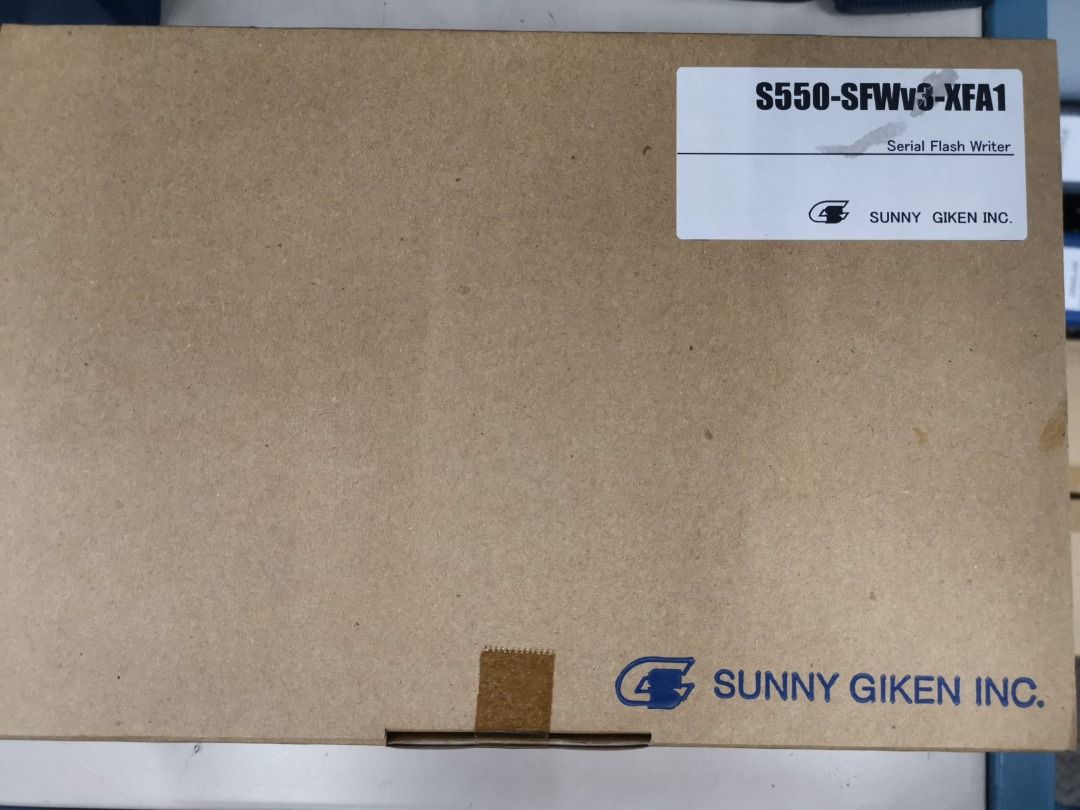 S550-SFWv3-XFA1
Serial Flash Writer
SUNNY GIKEN INC.
SUNNY GIKEN INC.